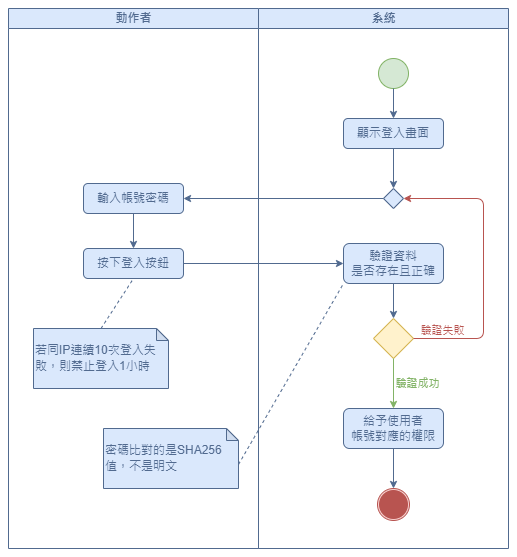 動作者
系統
顯示登入畫面
輸入帳號密碼
按下登入按鈕
驗證資料
是否存在且正確
若同IP連續10次登入失
敗，則禁止登入1小時
驗證失敗
驗證成功
給予使用者
帳號對應的權限
密碼比對的是SHA256
值，不是明文